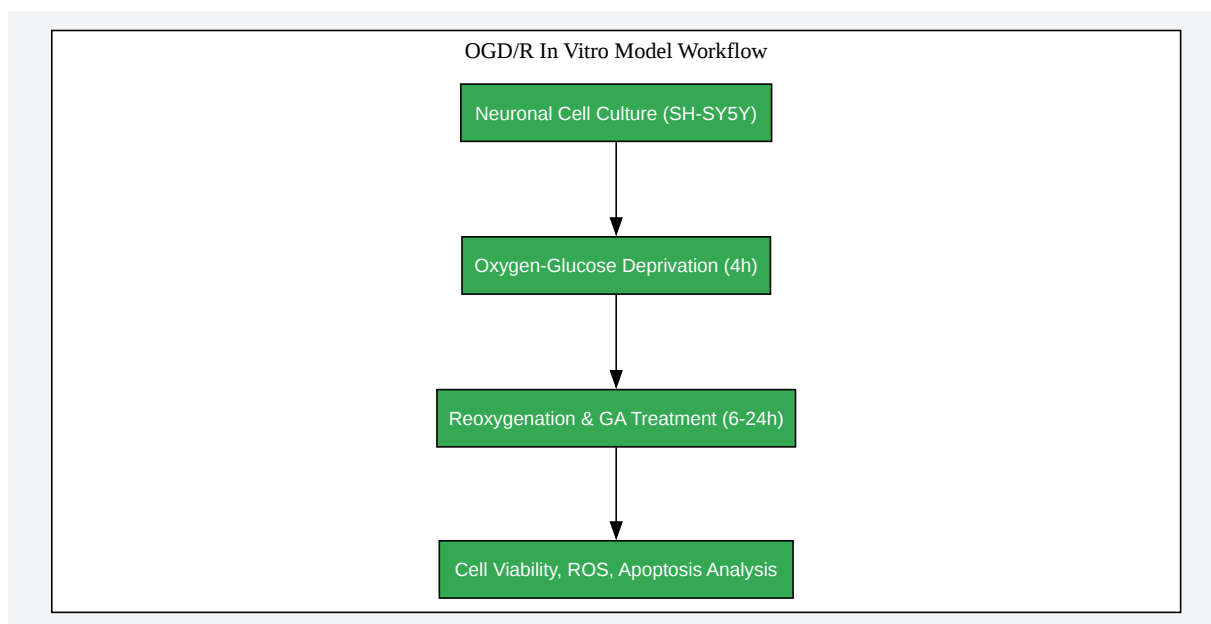 OGD/R In Vitro Model Workflow
Neuronal Cell Culture (SH-SY5Y)
Oxygen-Glucose Deprivation (4h)
Reoxygenation & GA Treatment (6-24h)
Cell Viability, ROS, Apoptosis Analysis